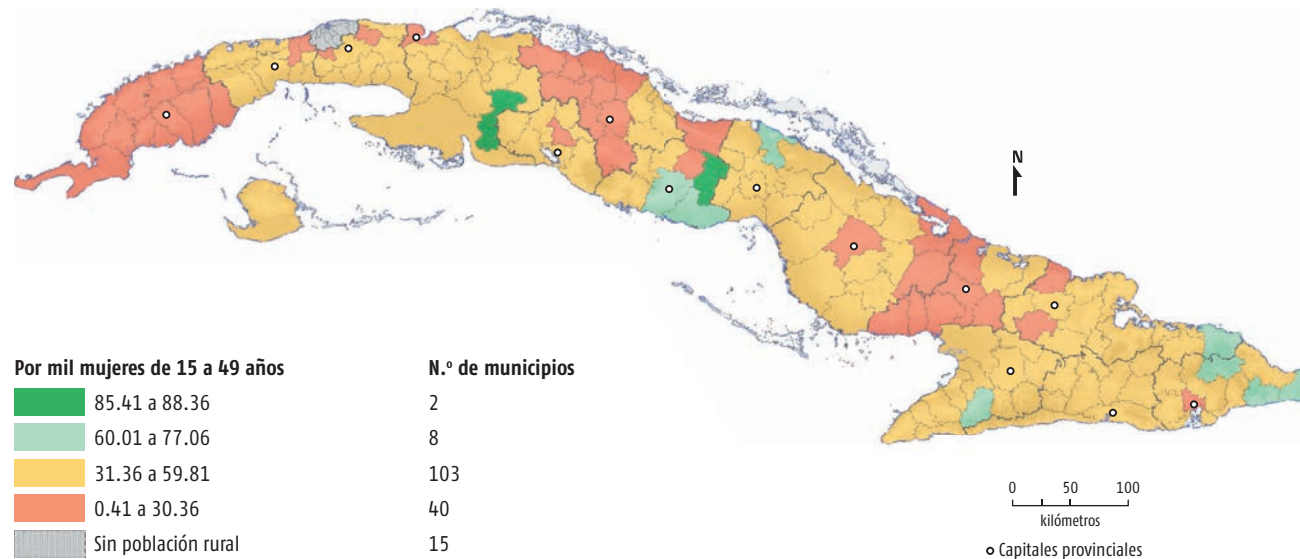 N
Por mil mujeres de 15 a 49 años N.º de municipios
85.41 a 88.36 2
60.01 a 77.06 8
31.36 a 59.81 103
0.41 a 30.36 40
Sin población rural 15
0 50 100
kilómetros
Capitales provinciales